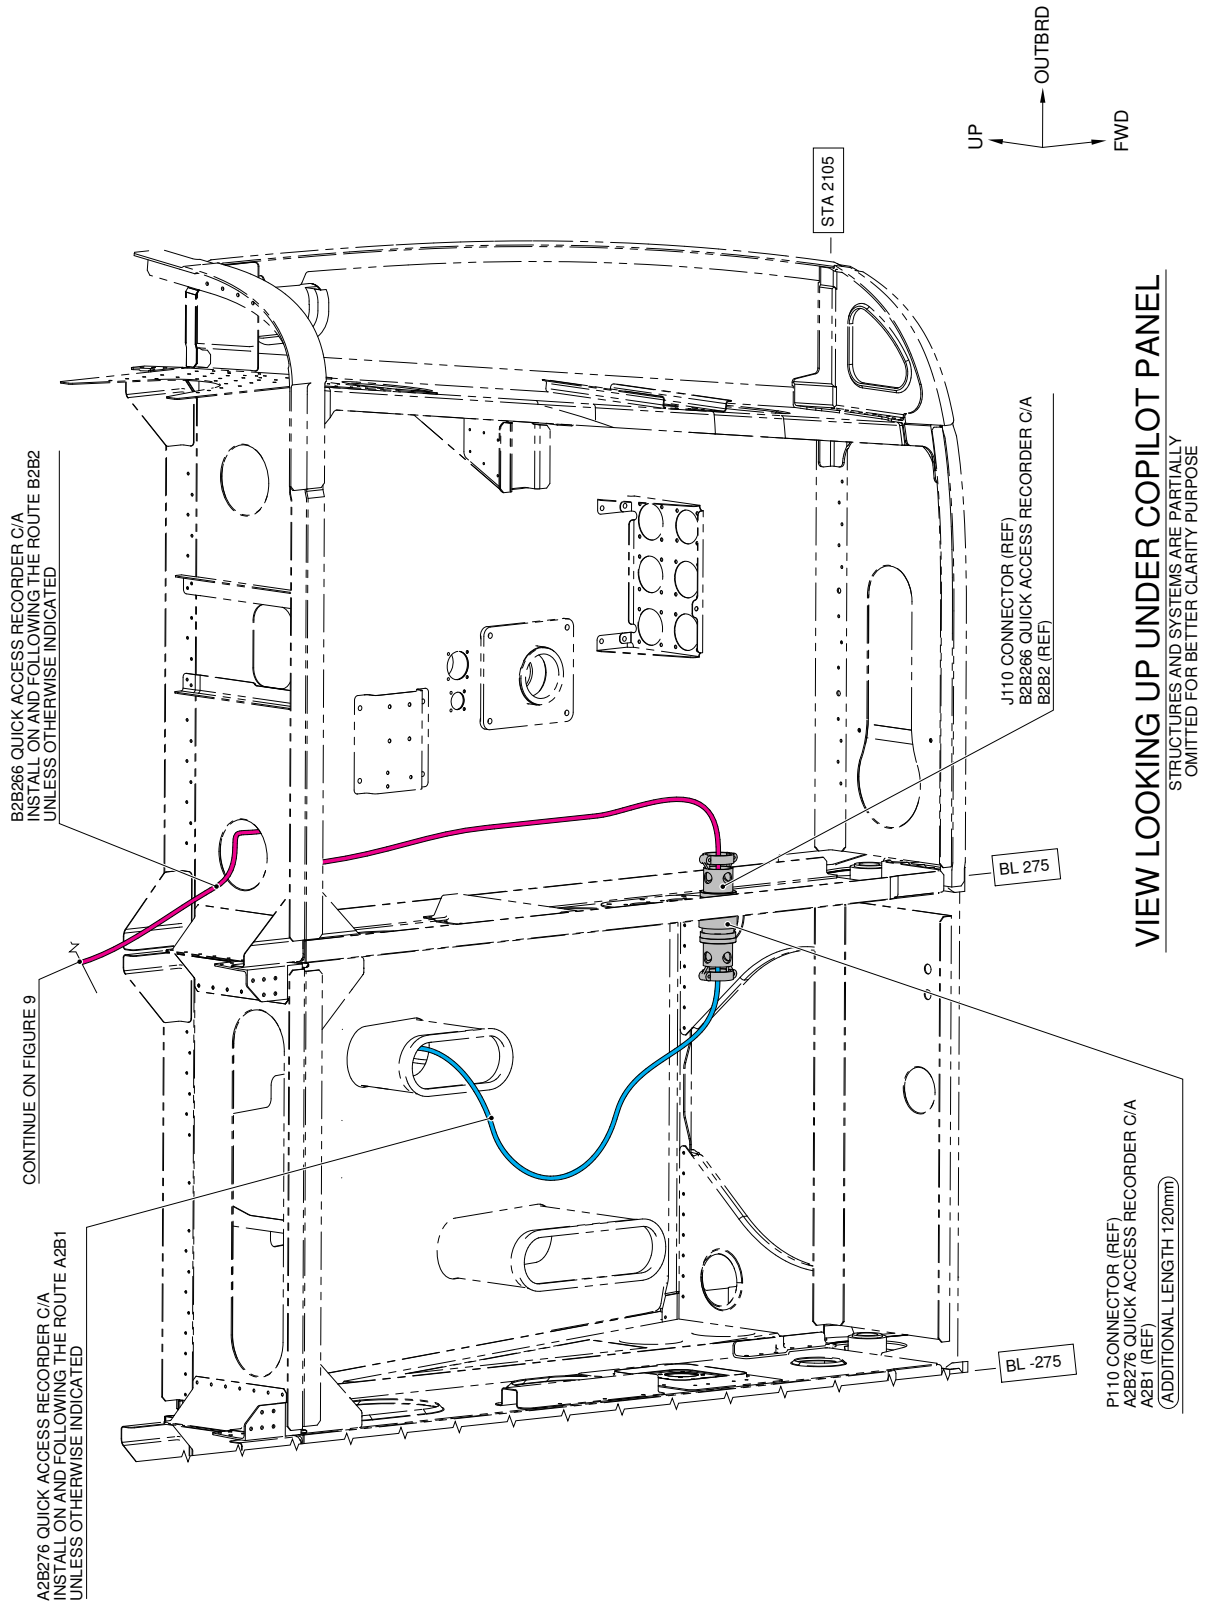 A2B276 QUICK ACCESS RECORDER C/A
INSTALL ON AND FOLLOWING THE ROUTE A2B1
UNLESS OTHERWISE INDICATED
CONTINUE ON FIGURE 9
B2B266 QUICK ACCESS RECORDER C/A
INSTALL ON AND FOLLOWING THE ROUTE B2B2
UNLESS OTHERWISE INDICATED
N
UP
OUTBRD
FWD
STA 2105
BL 275
BL -275
J110 CONNECTOR (REF)
B2B266 QUICK ACCESS RECORDER C/A
B2B2 (REF)
P110 CONNECTOR (REF)
A2B276 QUICK ACCESS RECORDER C/A
A2B1 (REF)
ADDITIONAL LENGTH 120mm
VIEW LOOKING UP UNDER COPILOT PANEL
STRUCTURES AND SYSTEMS ARE PARTIALLY
OMITTED FOR BETTER CLARITY PURPOSE